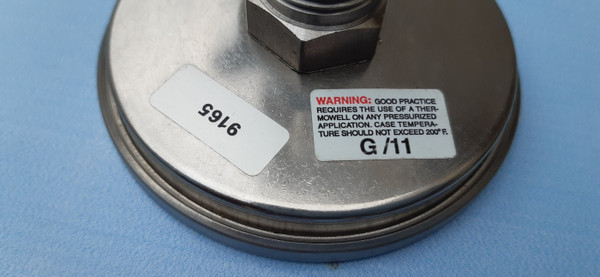 9165
WARNING: GOOD PRACTICE
REQUIRES THE USE OF A THER-
MOWELL ON ANY PRESSURIZED
APPLICATION. CASE TEMPERA-
TURE SHOULD NOT EXCEED 200° F.
G/11